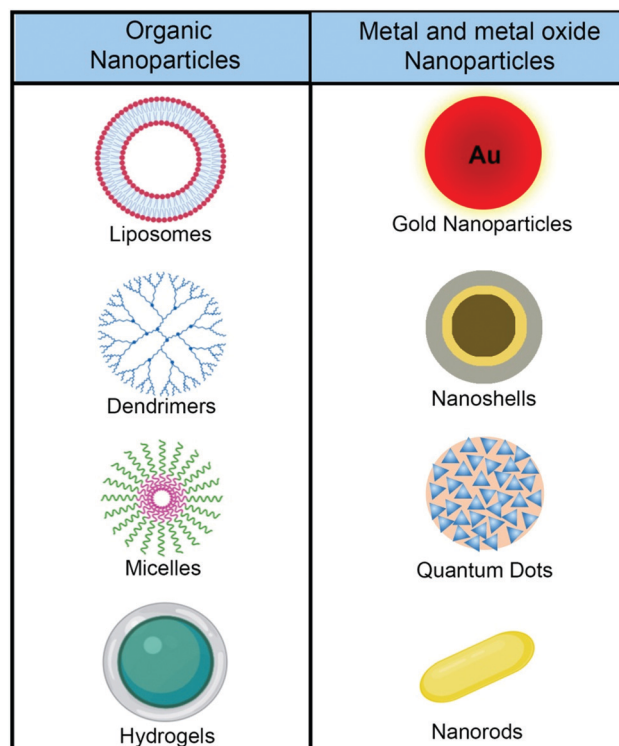 Organic
Nanoparticles
Metal and metal oxide
Nanoparticles
Liposomes
Au
Gold Nanoparticles
Dendrimers
Nanoshells
Micelles
Quantum Dots
Hydrogels
Nanorods